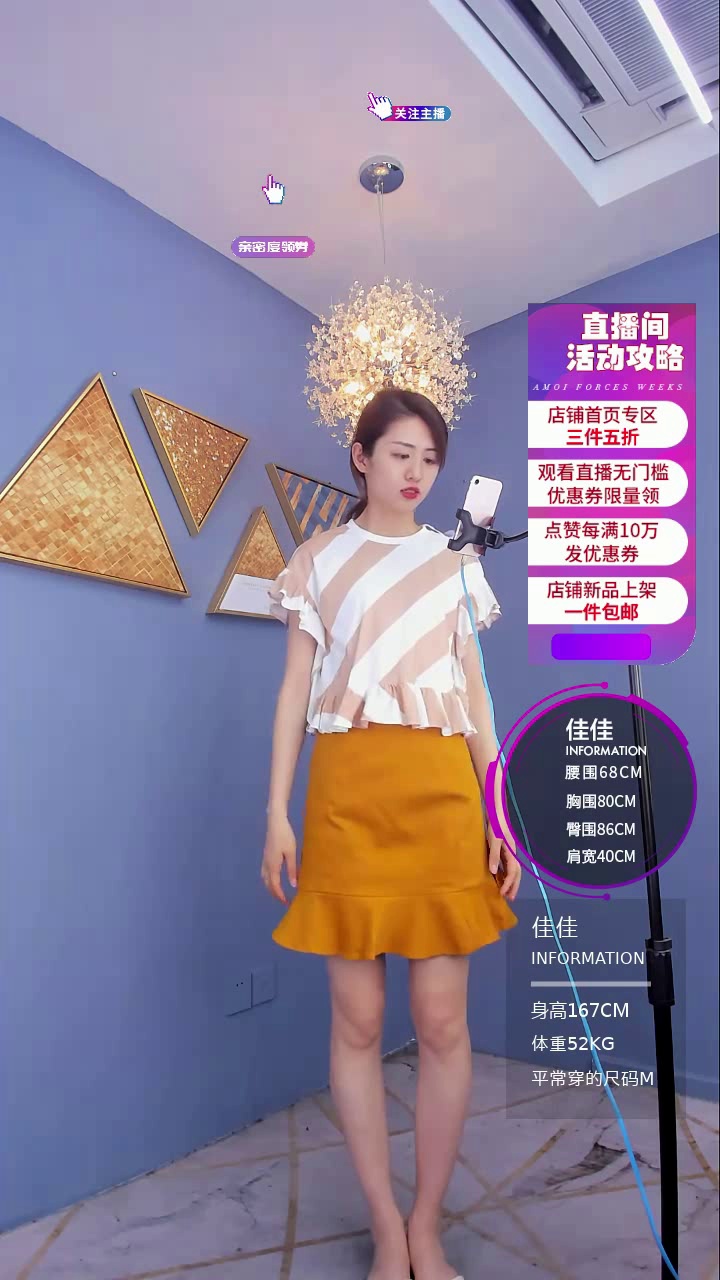 关注主播
亲密度领券
直播间
活动攻略
AMOI FORCES WEEKS
店铺首页专区
三件五折
观看直播无门槛
优惠券限量领
点赞每满10万
发优惠券
店铺新品上架
一件包邮
佳佳
INFORMATION
腰围68CM
胸围80CM
臀围86CM
肩宽40CM
佳佳
INFORMATION
身高167CM
体重52KG
平常穿的尺码M